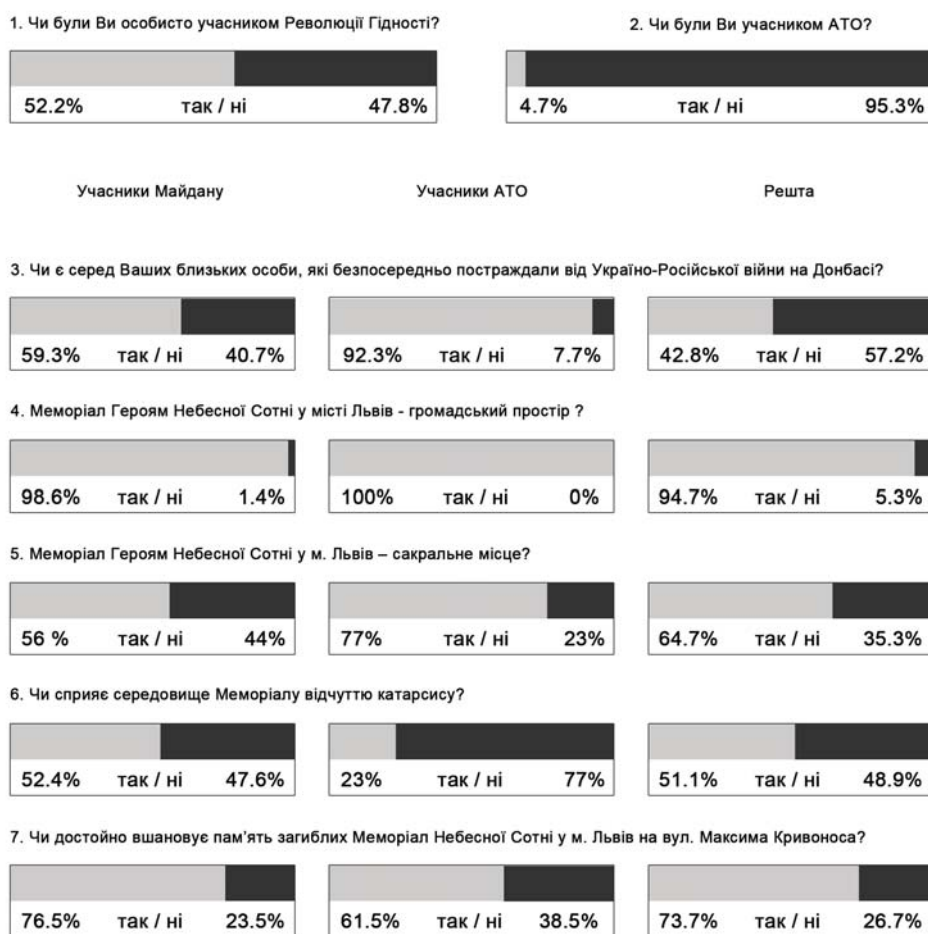 1. Чи були Ви особисто учасником Революції Гідності?
2. Чи були Ви учасником АТО?
52.2% так / ні 47.8%
4.7% так / ні 95.3%
Учасники Майдану
Учасники АТО
Решта
3. Чи є серед Ваших близьких особи, які безпосередньо постраждали від Україно-Російської війни на Донбасі?
59.3% так / ні 40.7%
92.3% так / ні 7.7%
42.8% так / ні 57.2%
4. Меморіал Героям Небесної Сотні у місті Львів - громадський простір ?
98.6% так / ні 1.4%
100% так / ні 0%
94.7% так / ні 5.3%
5. Меморіал Героям Небесної Сотні у м. Львів – сакральне місце?
56 % так / ні 44%
77% так / ні 23%
64.7% так / ні 35.3%
6. Чи сприяє середовище Меморіалу відчуттю катарсису?
52.4% так / ні 47.6%
23% так / ні 77%
51.1% так / ні 48.9%
7. Чи достойно вшановує пам'ять загиблих Меморіал Небесної Сотні у м. Львів на вул. Максима Кривоноса?
76.5% так / ні 23.5%
61.5% так / ні 38.5%
73.7% так / ні 26.7%